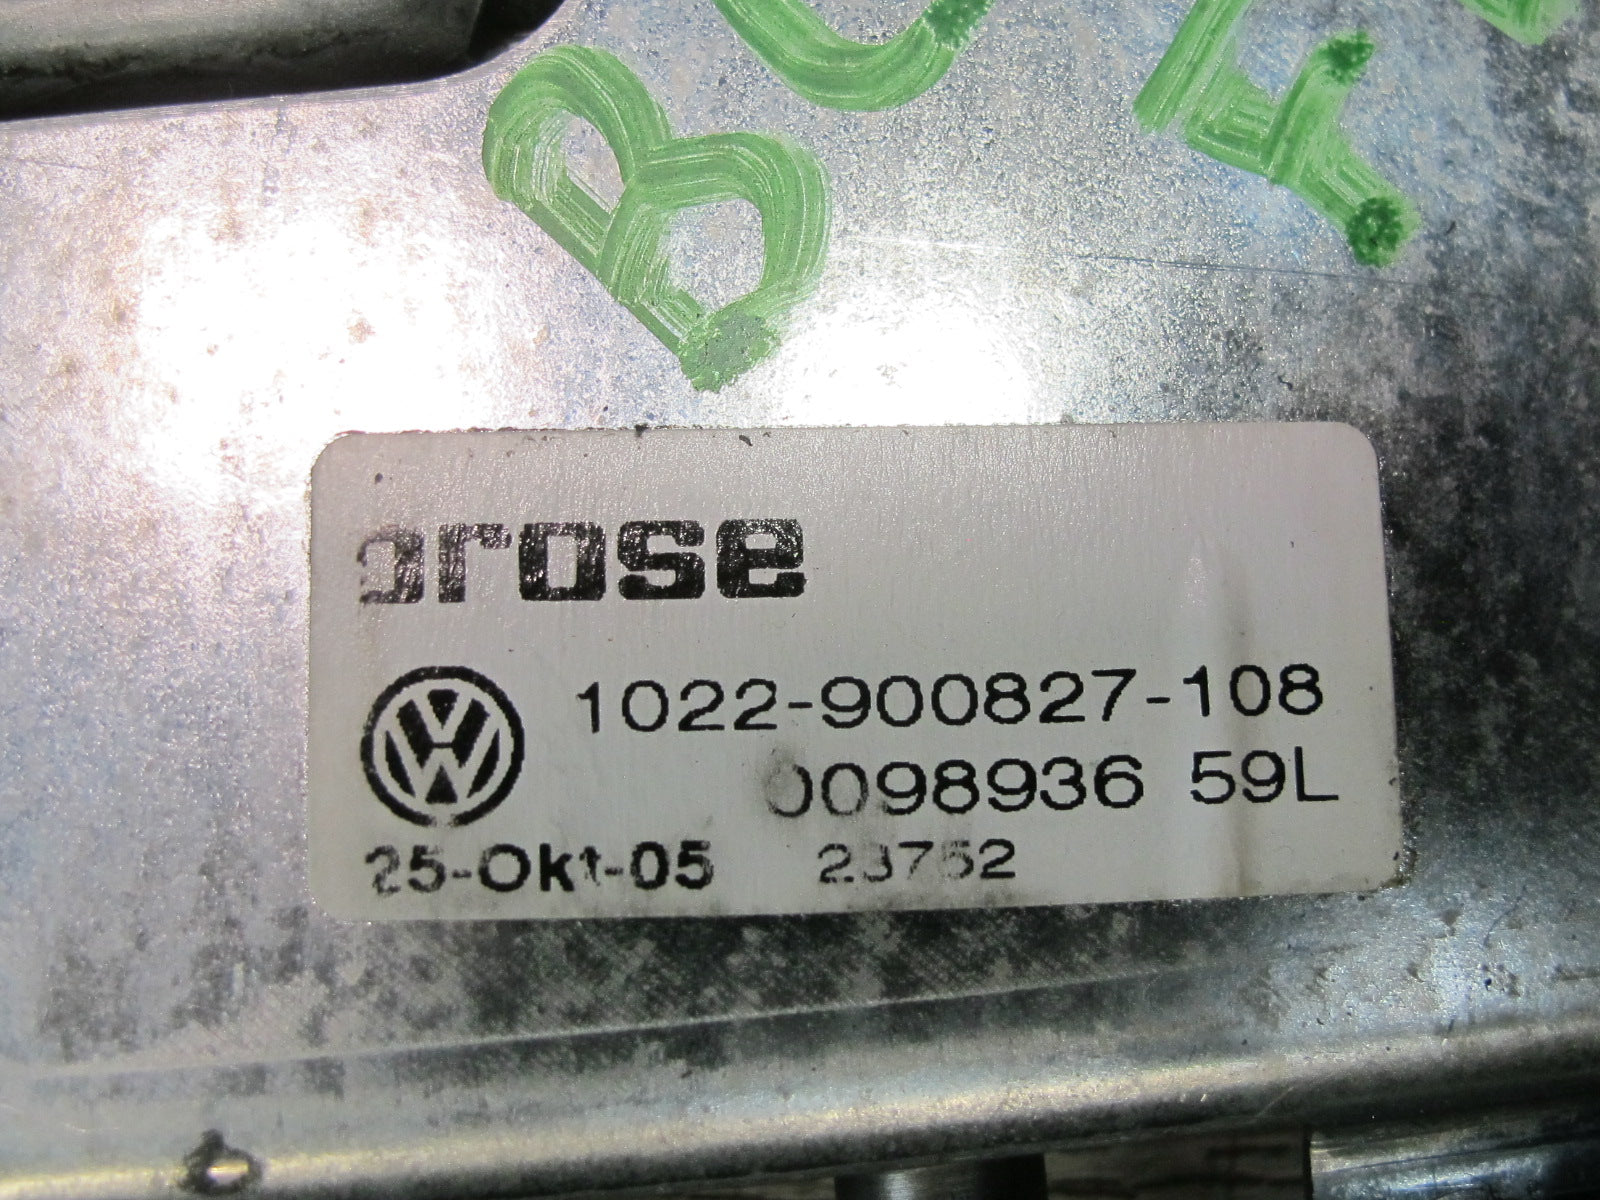 brose
1022-900827-108
0098936 59L
25-Okt-05 23752